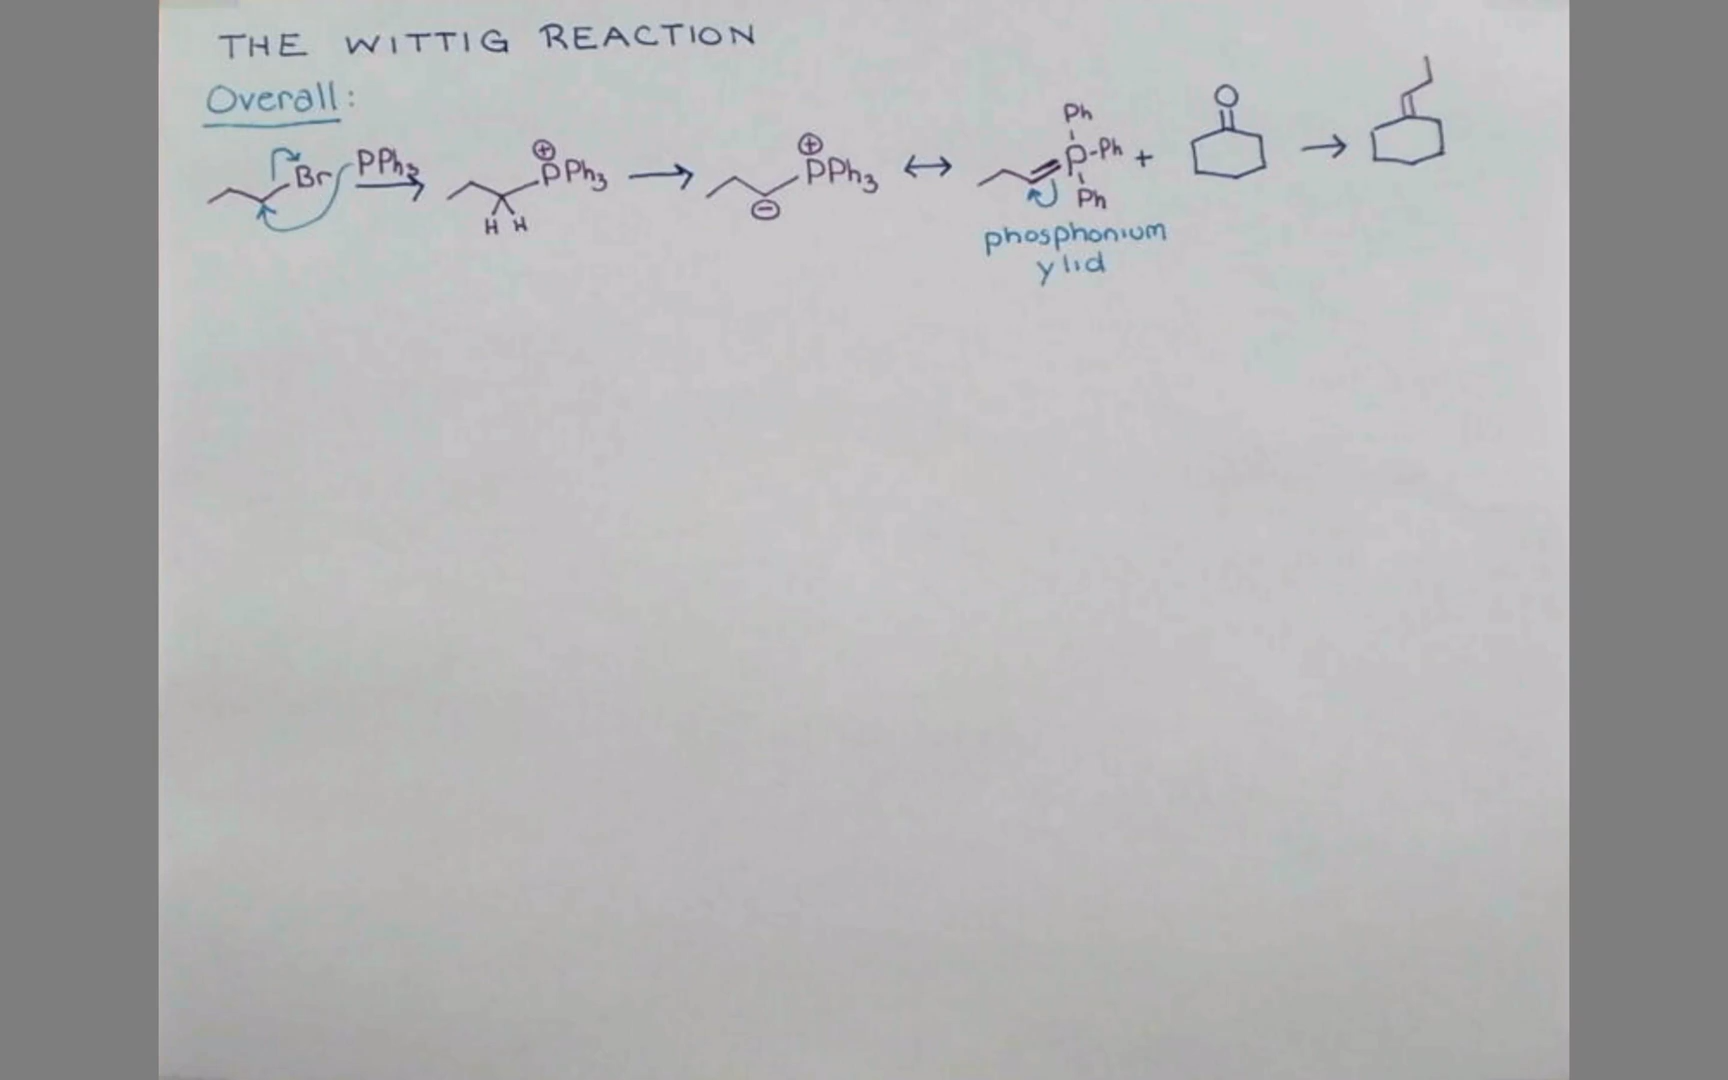 THE WITTIG REACTION
Overall:
Br PPh3 ⊕ PPh3 H H ⊕ PPh3 ⊖ Ph P-Ph Ph + O
phosphonium
ylid